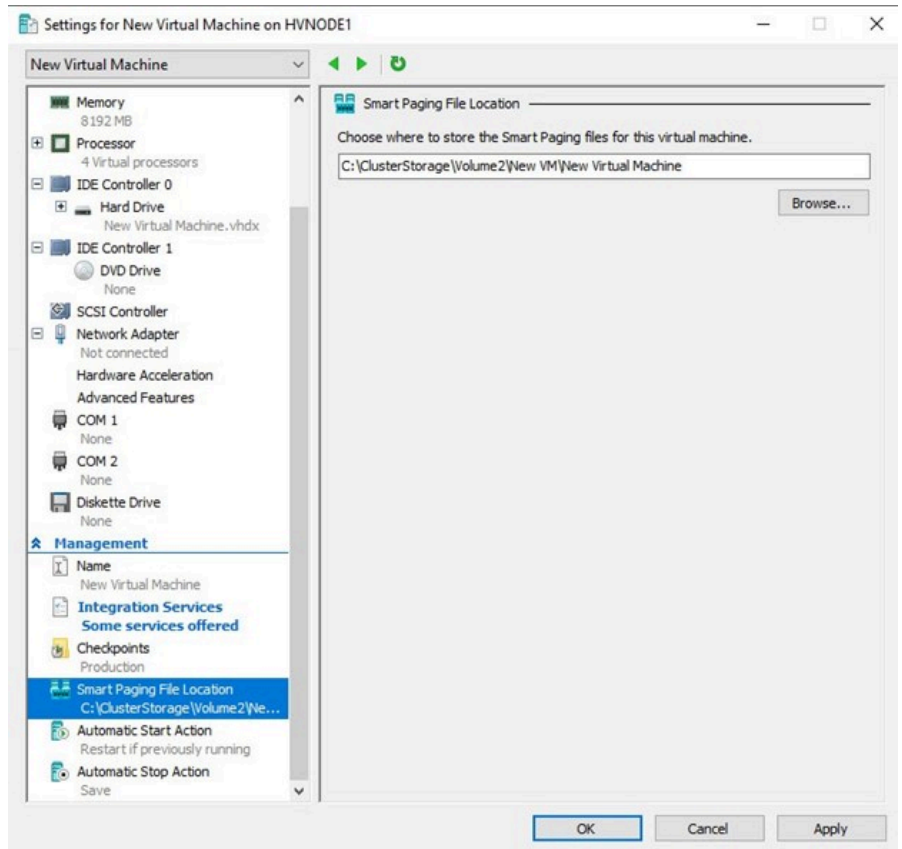 Settings for New Virtual Machine on HVNODE1
New Virtual Machine
Memory
8192 MB
Processor
4 Virtual processors
IDE Controller 0
Hard Drive
New Virtual Machine.vhdx
IDE Controller 1
DVD Drive
None
SCSI Controller
Network Adapter
Not connected
Hardware Acceleration
Advanced Features
COM 1
None
COM 2
None
Diskette Drive
None
Management
Name
New Virtual Machine
Integration Services
Some services offered
Checkpoints
Production
Smart Paging File Location
C:\ClusterStorage\Volume2\Ne...
Automatic Start Action
Restart if previously running
Automatic Stop Action
Save
Smart Paging File Location
Choose where to store the Smart Paging files for this virtual machine.
C:\ClusterStorage\Volume2\New VM\New Virtual Machine
Browse...
OK Cancel Apply